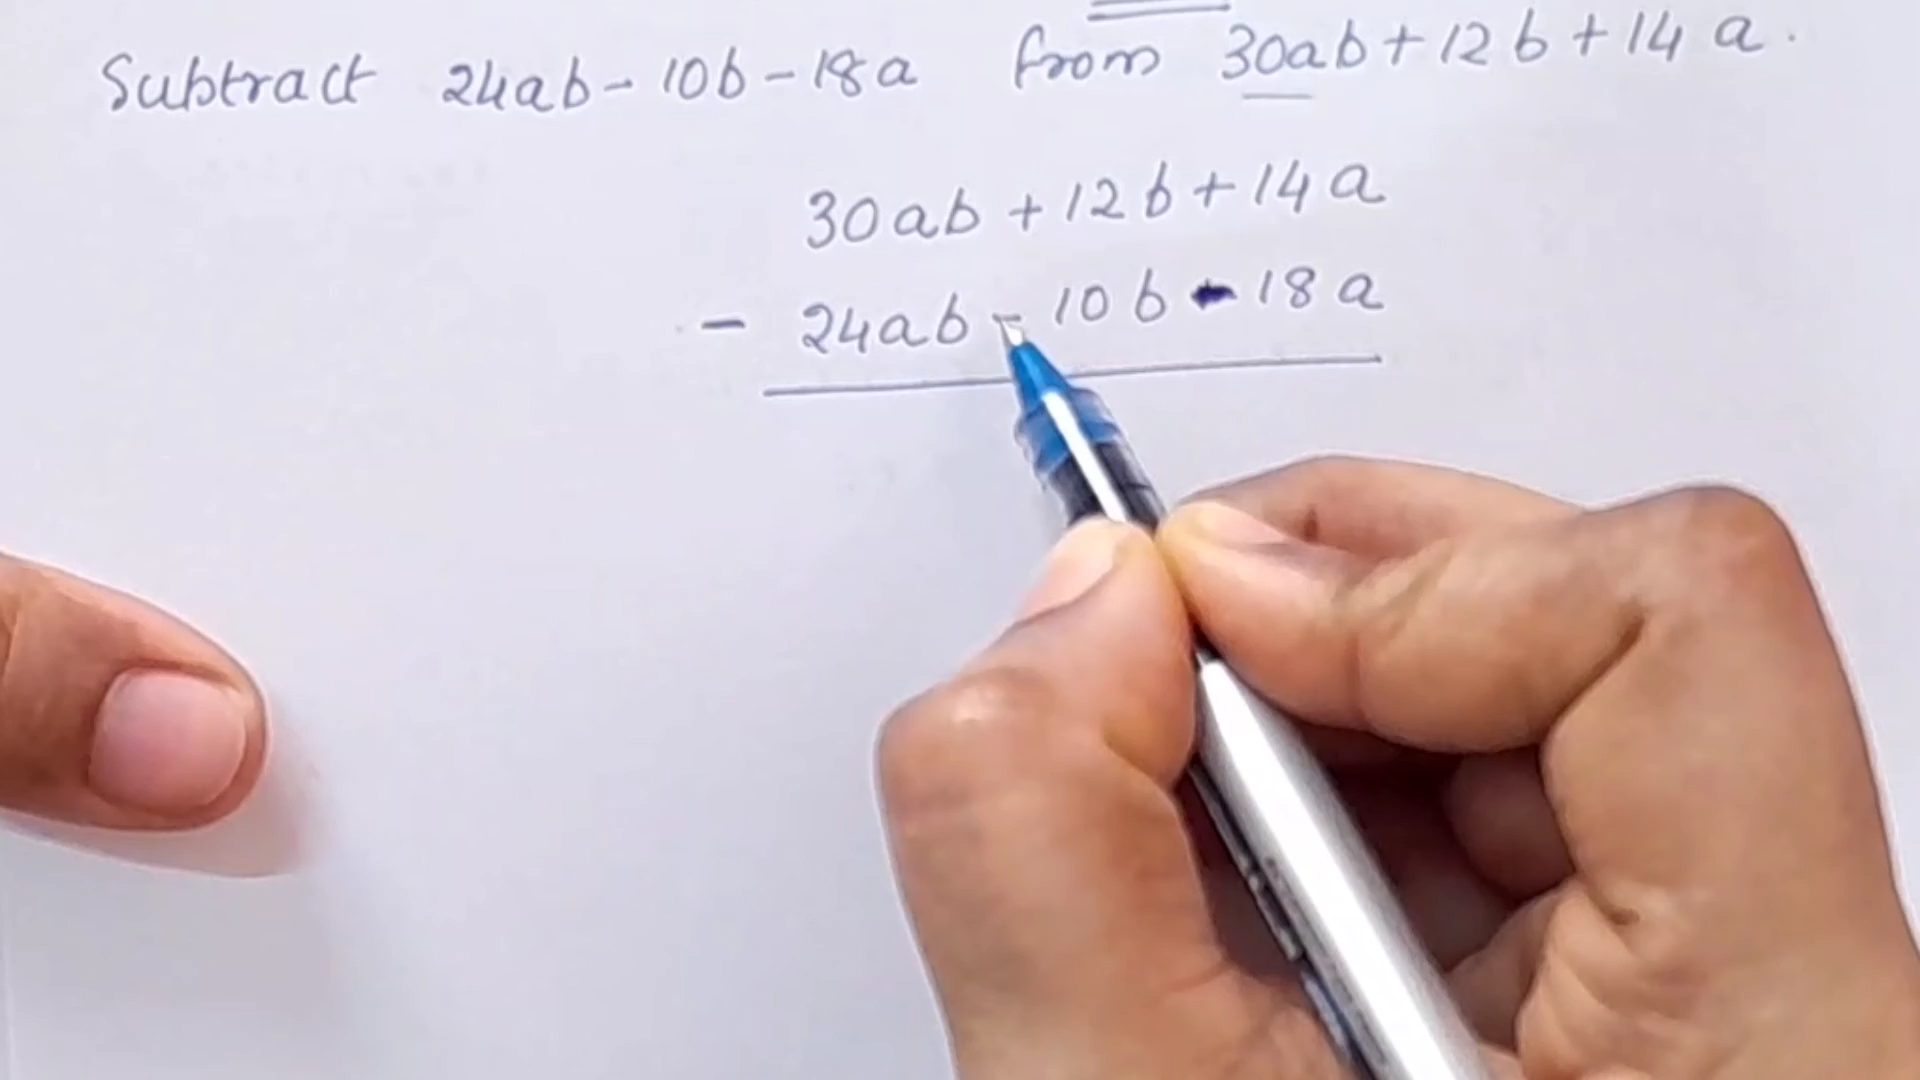 Subtract 24ab - 10b - 18a from 30ab + 12b + 14a.
30ab + 12b + 14a
- 24ab - 10b - 18a